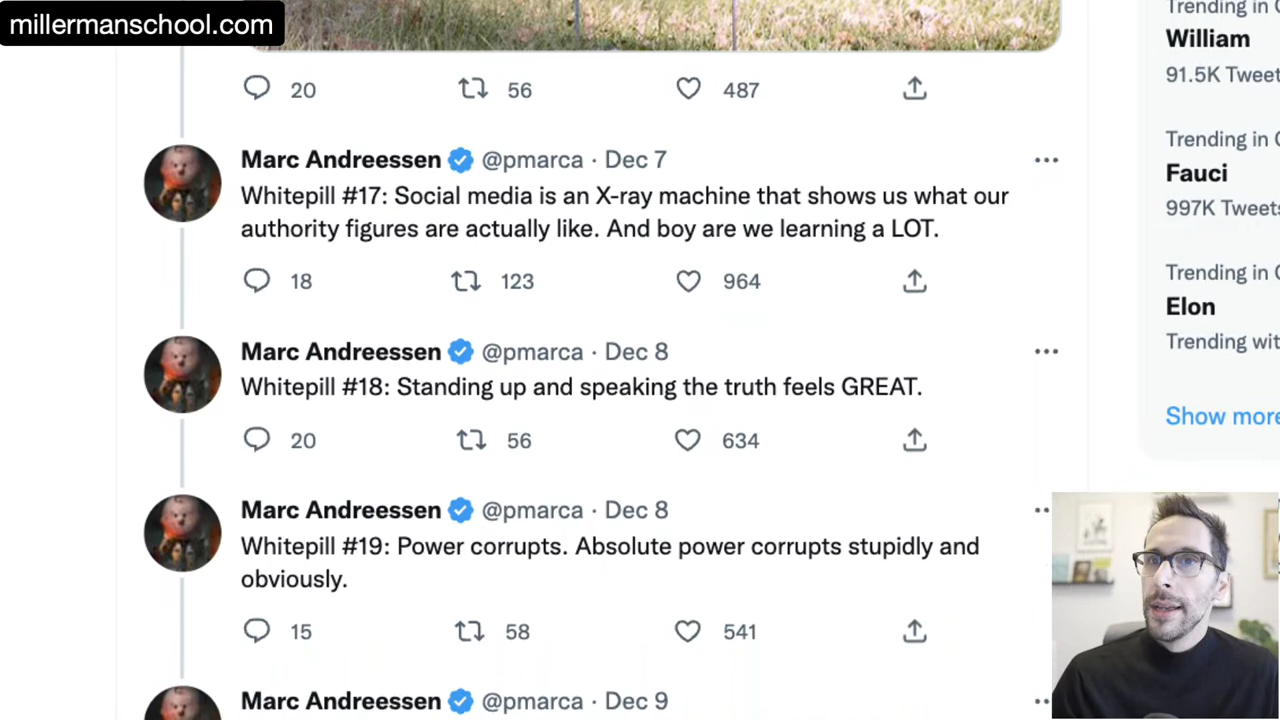 millermanschool.com
20 56 487
Marc Andreessen @pmarca · Dec 7
Whitepill #17: Social media is an X-ray machine that shows us what our
authority figures are actually like. And boy are we learning a LOT.
18 123 964
Marc Andreessen @pmarca · Dec 8
Whitepill #18: Standing up and speaking the truth feels GREAT.
20 56 634
Marc Andreessen @pmarca · Dec 8
Whitepill #19: Power corrupts. Absolute power corrupts stupidly and
obviously.
15 58 541
Marc Andreessen @pmarca · Dec 9
Trending in
William
91.5K Tweet
Trending in
Fauci
997K Tweets
Trending in
Elon
Trending wit
Show more